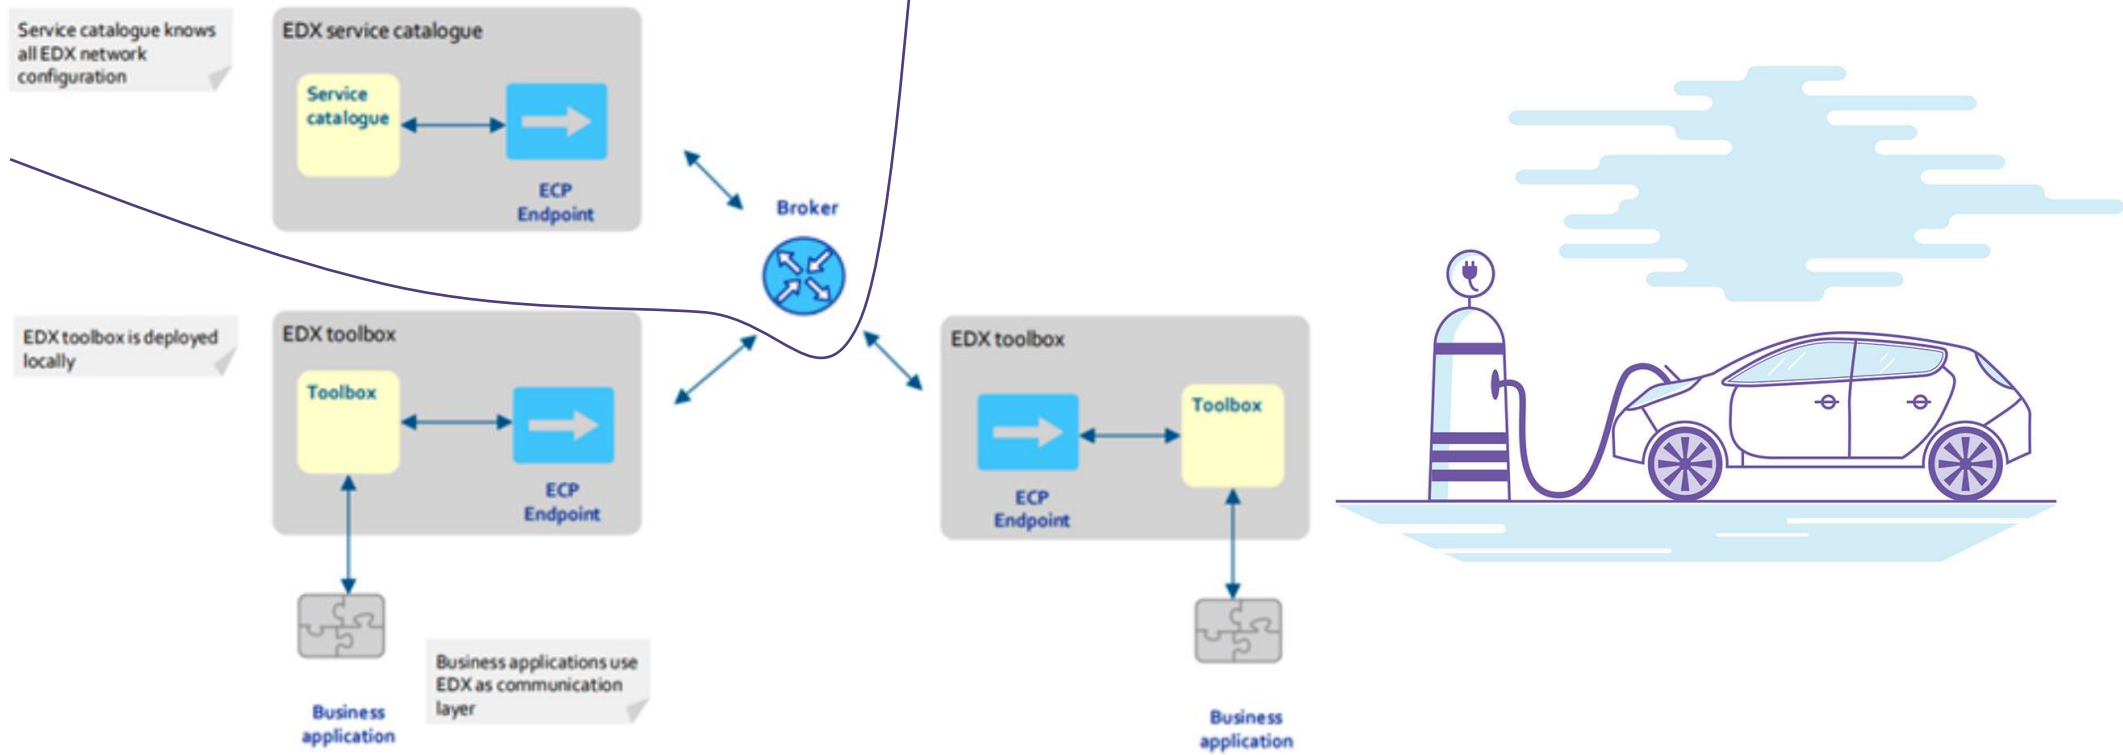 Service catalogue knows
all EDX network
configuration
EDX service catalogue
Service
catalogue
ECP
Endpoint
Broker
EDX toolbox is deployed
locally
EDX toolbox
Toolbox
ECP
Endpoint
EDX toolbox
Toolbox
ECP
Endpoint
Business applications use
EDX as communication
layer
Business
application
Business
application